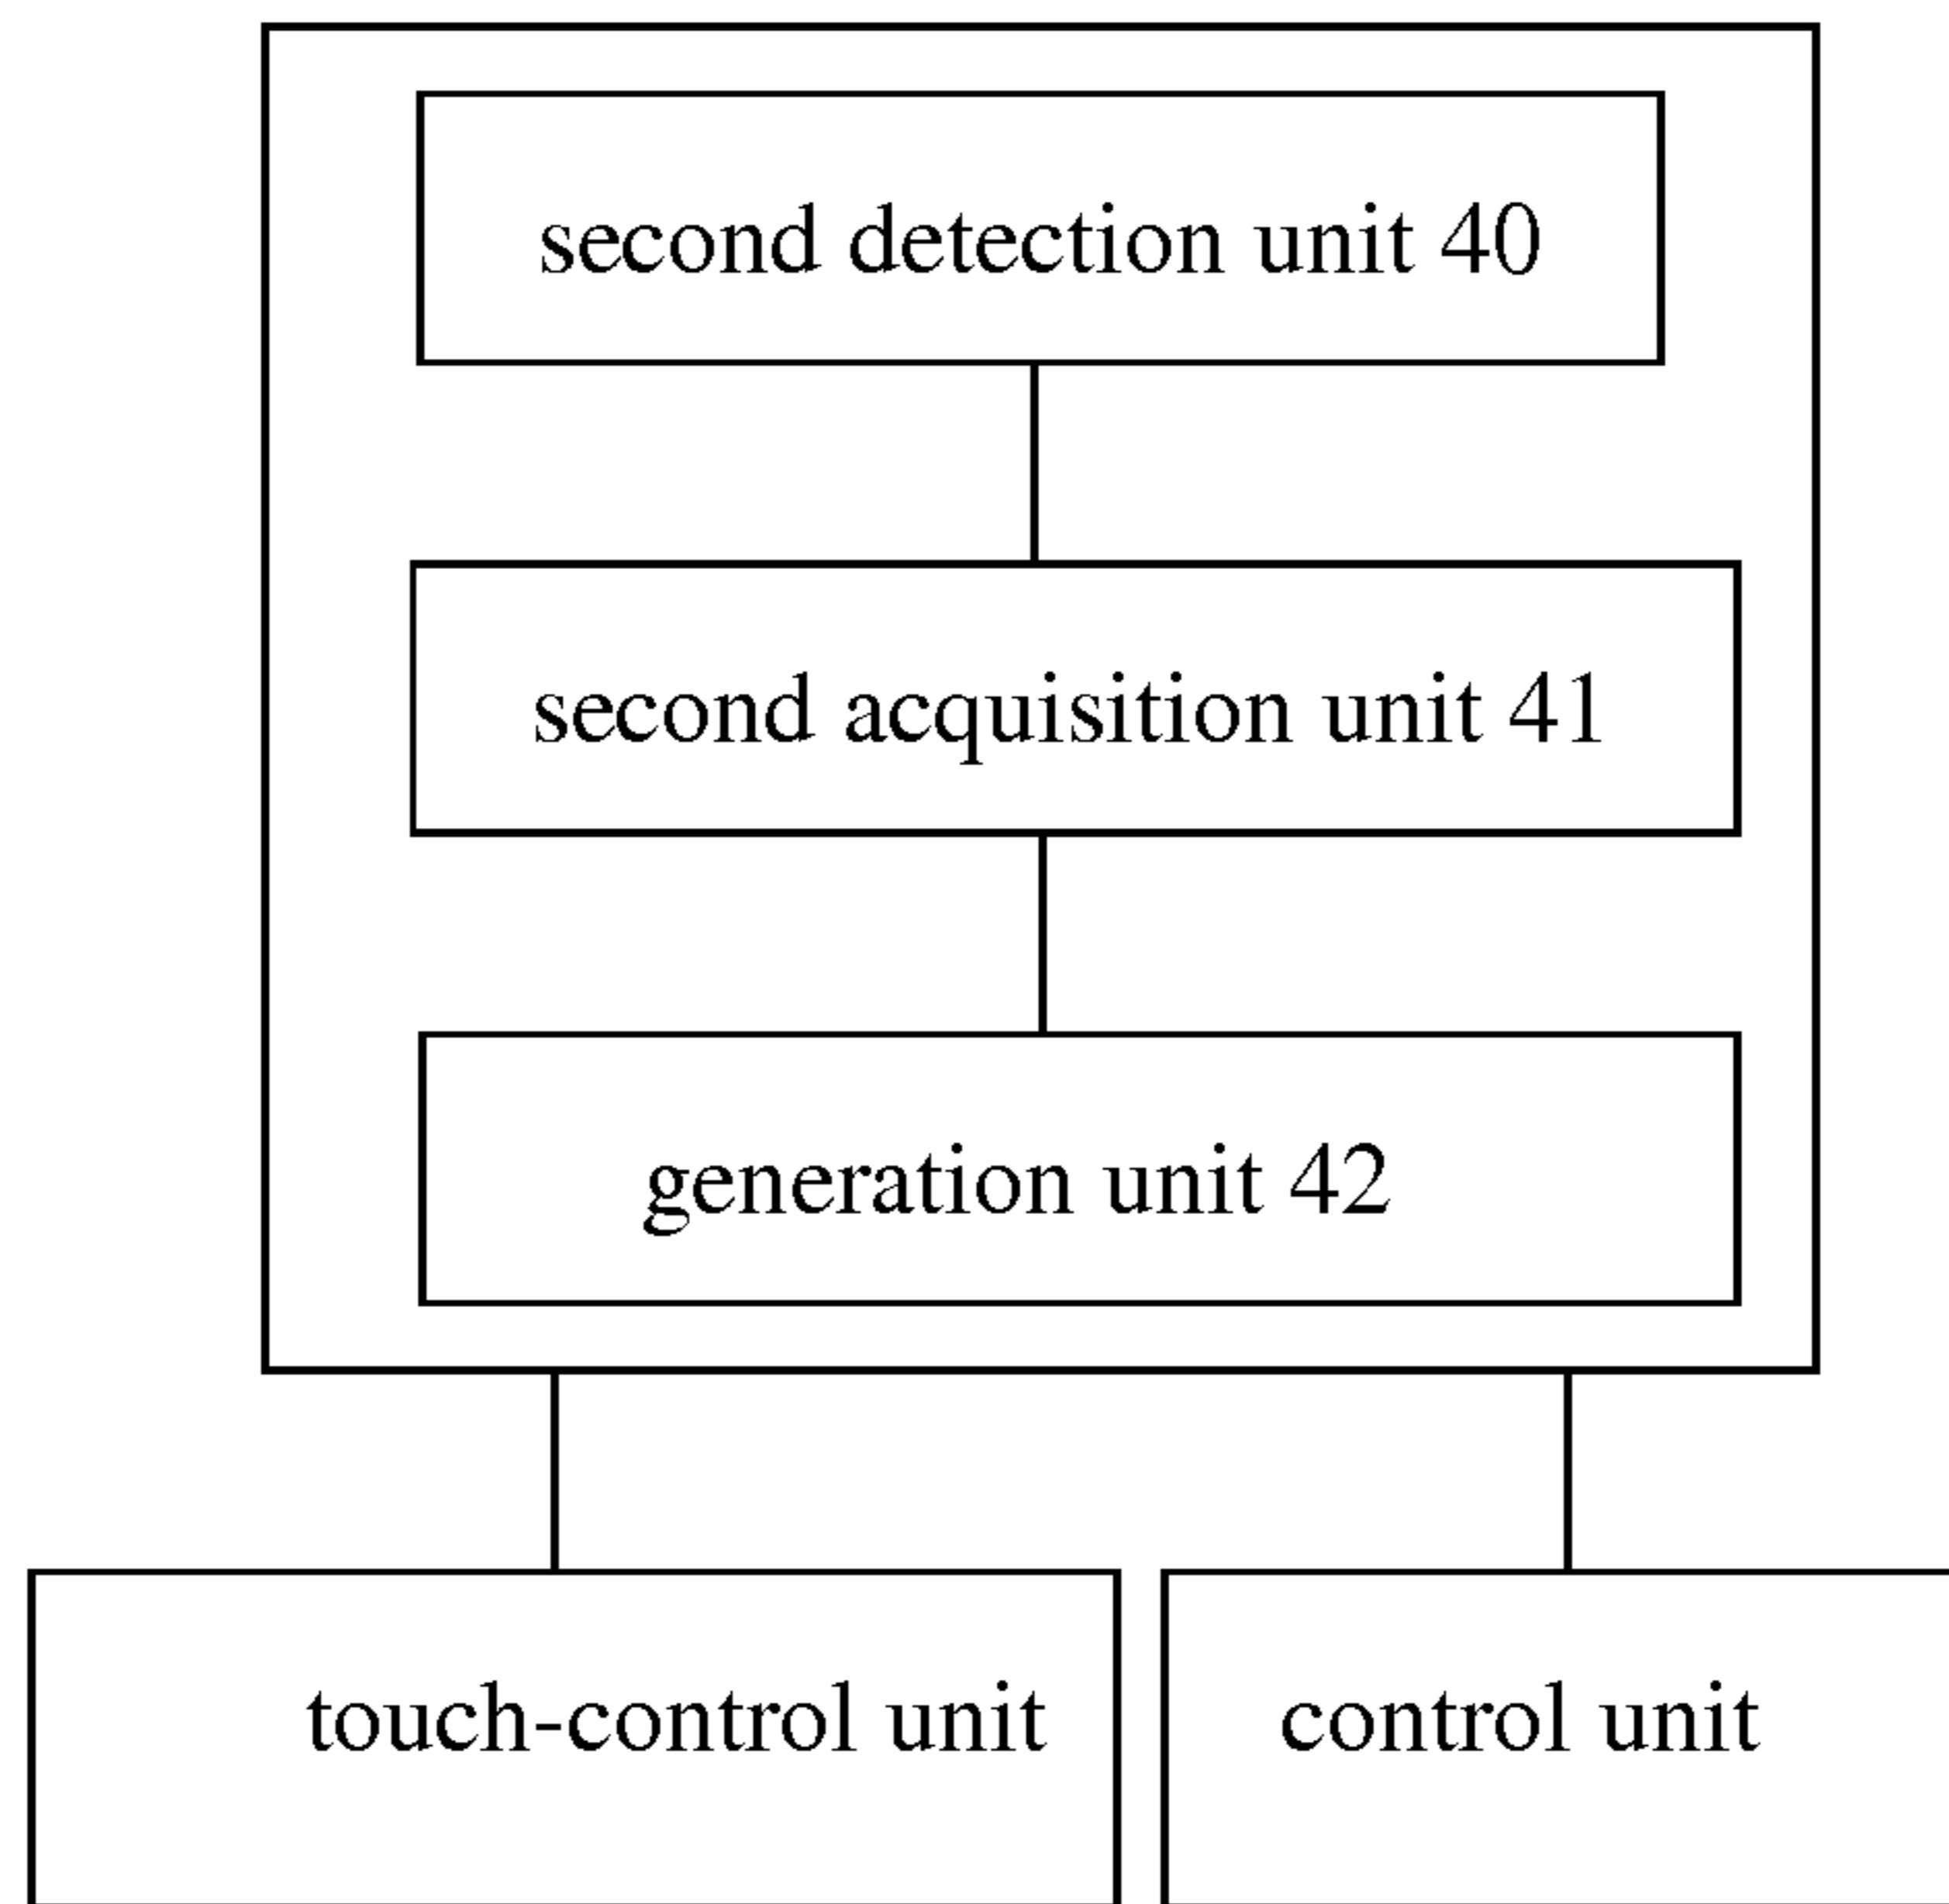 second detection unit 40
second acquisition unit 41
generation unit 42
touch-control unit
control unit